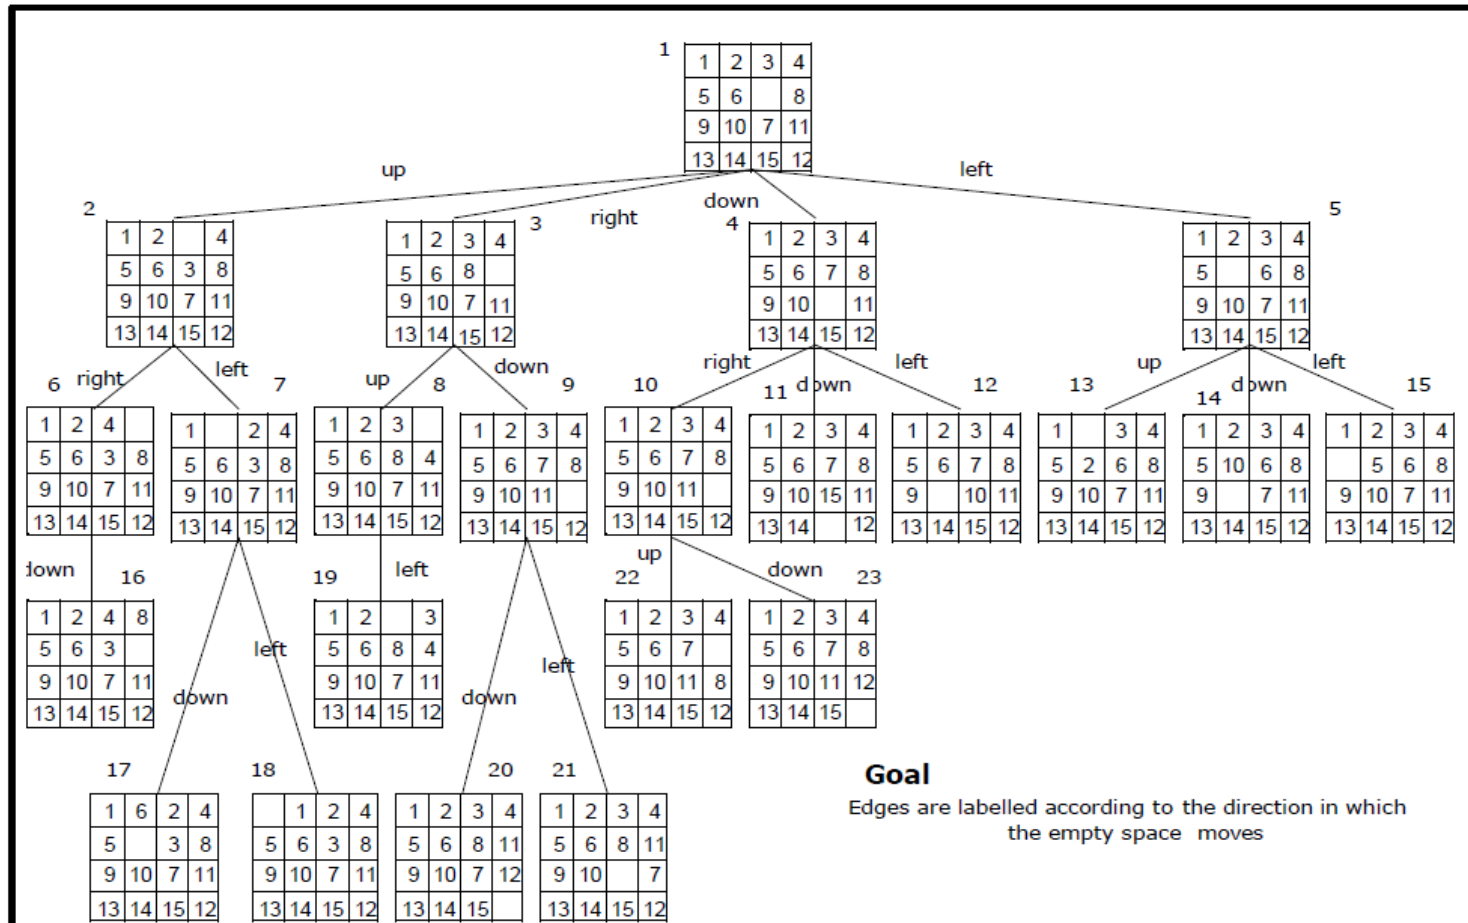 1
1 2 3 4
5 6 8
9 10 7 11
13 14 15 12
up
right
down
left
2
1 2 4
5 6 3 8
9 10 7 11
13 14 15 12
3
1 2 3 4
5 6 8
9 10 7 11
13 14 15 12
4
1 2 3 4
5 6 7 8
9 10 11
13 14 15 12
5
1 2 3 4
5 6 8
9 10 7 11
13 14 15 12
right
left
up
down
right
down
left
up
down
left
6
1 2 4
5 6 3 8
9 10 7 11
13 14 15 12
7
1 2 4
5 6 3 8
9 10 7 11
13 14 15 12
8
1 2 3
5 6 8 4
9 10 7 11
13 14 15 12
9
1 2 3 4
5 6 7 8
9 10 11
13 14 15 12
10
1 2 3 4
5 6 7 8
9 10 11
13 14 15 12
11
1 2 3 4
5 6 7 8
9 10 15 11
13 14 12
12
1 2 3 4
5 6 7 8
9 10 11
13 14 15 12
13
1 3 4
5 2 6 8
9 10 7 11
13 14 15 12
14
1 2 3 4
5 10 6 8
9 7 11
13 14 15 12
15
1 2 3 4
5 6 8
9 10 7 11
13 14 15 12
down
down
left
left
down
left
up
down
16
1 2 4 8
5 6 3
9 10 7 11
13 14 15 12
19
1 2 3
5 6 8 4
9 10 7 11
13 14 15 12
22
1 2 3 4
5 6 7
9 10 11 8
13 14 15 12
23
1 2 3 4
5 6 7 8
9 10 11 12
13 14 15
17
1 6 2 4
5 3 8
9 10 7 11
13 14 15 12
18
1 2 4
5 6 3 8
9 10 7 11
13 14 15 12
20
1 2 3 4
5 6 8 11
9 10 7 12
13 14 15
21
1 2 3 4
5 6 8 11
9 10 7
13 14 15 12
Goal
Edges are labelled according to the direction in which
the empty space moves